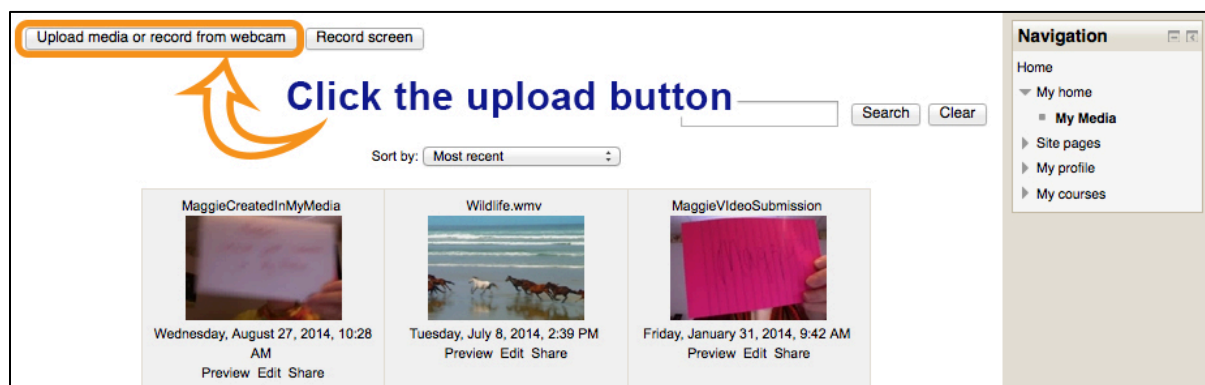 Upload media or record from webcam
Record screen
Click the upload button
Search
Clear
Sort by: Most recent
MaggieCreatedInMyMedia
Wednesday, August 27, 2014, 10:28
AM
Preview Edit Share
Wildlife.wmv
Tuesday, July 8, 2014, 2:39 PM
Preview Edit Share
MaggieVIdeoSubmission
Friday, January 31, 2014, 9:42 AM
Preview Edit Share
Navigation
Home
My home
My Media
Site pages
My profile
My courses